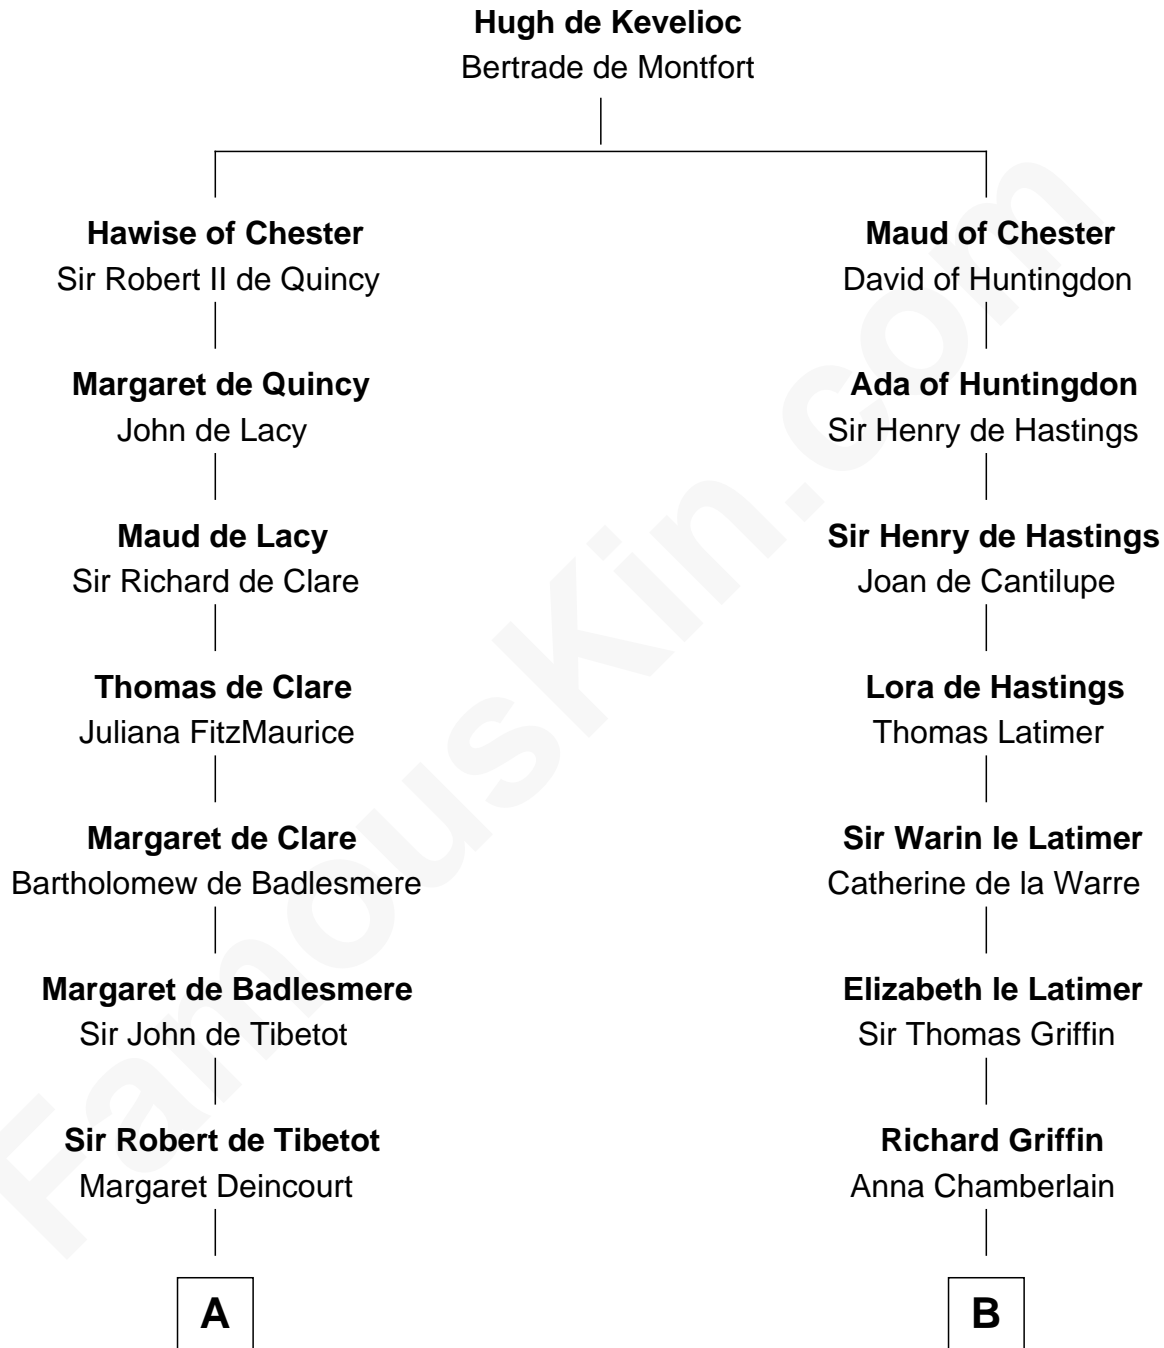 Hugh de Kevelioc
Bertrade de Montfort
Hawise of Chester
Sir Robert II de Quincy
Maud of Chester
David of Huntingdon
Margaret de Quincy
John de Lacy
Ada of Huntingdon
Sir Henry de Hastings
Maud de Lacy
Sir Richard de Clare
Sir Henry de Hastings
Joan de Cantilupe
Thomas de Clare
Juliana FitzMaurice
Lora de Hastings
Thomas Latimer
Margaret de Clare
Bartholomew de Badlesmere
Sir Warin le Latimer
Catherine de la Warre
Margaret de Badlesmere
Sir John de Tibetot
Elizabeth le Latimer
Sir Thomas Griffin
Sir Robert de Tibetot
Margaret Deincourt
Richard Griffin
Anna Chamberlain
A
B
FamousKin.com